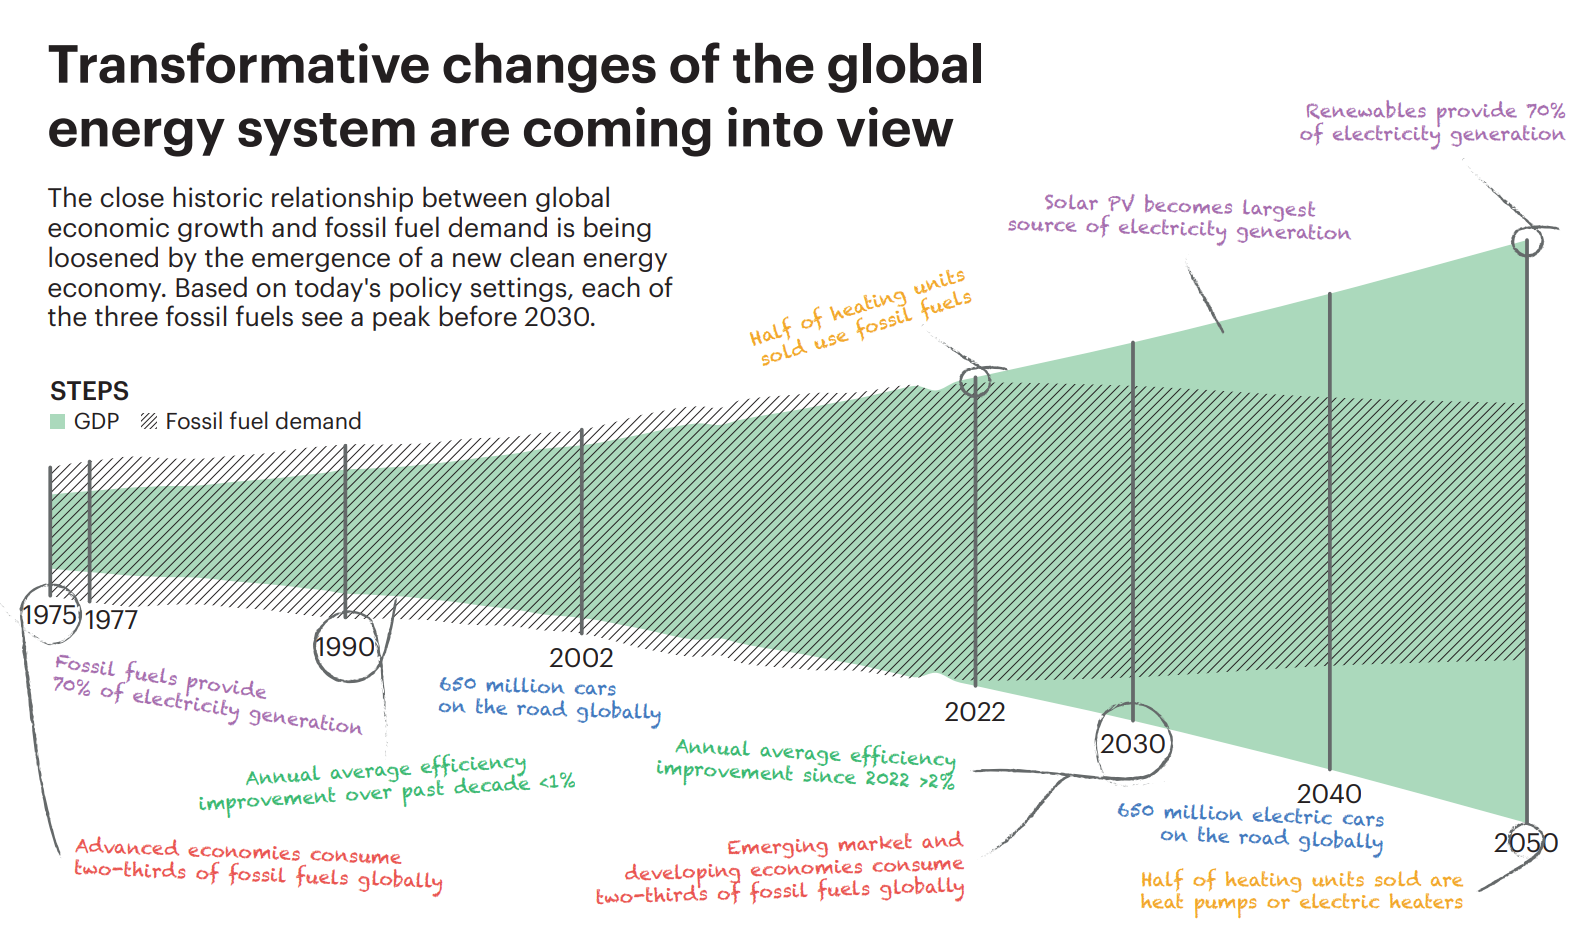 Transformative changes of the global
energy system are coming into view
The close historic relationship between global
economic growth and fossil fuel demand is being
loosened by the emergence of a new clean energy
economy. Based on today's policy settings, each of
the three fossil fuels see a peak before 2030.
STEPS
GDP Fossil fuel demand
Renewables provide 70%
of electricity generation
Solar PV becomes largest
source of electricity generation
Half of heating units
sold use fossil fuels
1975
1977
1990
2002
2022
2030
2040
2050
Fossil fuels provide
70% of electricity generation
650 million cars
on the road globally
Annual average efficiency
improvement over past decade <1%
Annual average efficiency
improvement since 2022 >2%
Advanced economies consume
two-thirds of fossil fuels globally
Emerging market and
developing economies consume
two-thirds of fossil fuels globally
650 million electric cars
on the road globally
Half of heating units sold are
heat pumps or electric heaters